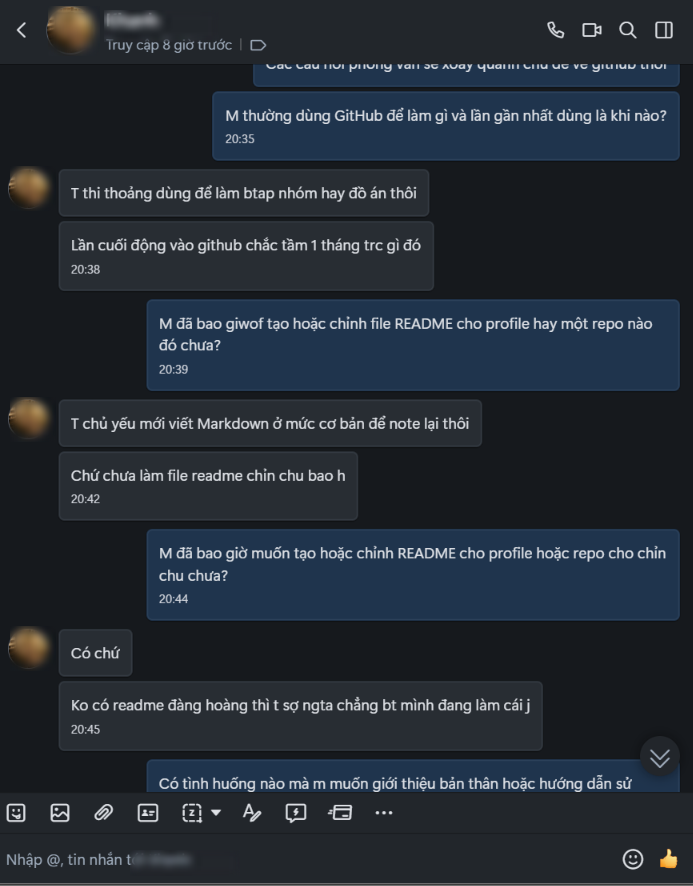 Truy cập 8 giờ trước
Các câu hỏi phỏng vấn sẽ xoay quanh chủ đề về github thôi
M thường dùng GitHub để làm gì và lần gần nhất dùng là khi nào?
20:35
T thi thoảng dùng để làm btap nhóm hay đồ án thôi
Lần cuối động vào github chắc tầm 1 tháng trc gì đó
20:38
M đã bao giwof tạo hoặc chỉnh file README cho profile hay một repo nào
đó chưa?
20:39
T chủ yếu mới viết Markdown ở mức cơ bản để note lại thôi
Chứ chưa làm file readme chỉn chu bao h
20:42
M đã bao giờ muốn tạo hoặc chỉnh README cho profile hoặc repo cho chỉn
chu chưa?
20:44
Có chứ
Ko có readme đàng hoàng thì t sợ ngta chẳng bt mình đang làm cái j
20:45
Có tình huống nào mà m muốn giới thiệu bản thân hoặc hướng dẫn sử
Nhập @, tin nhắn